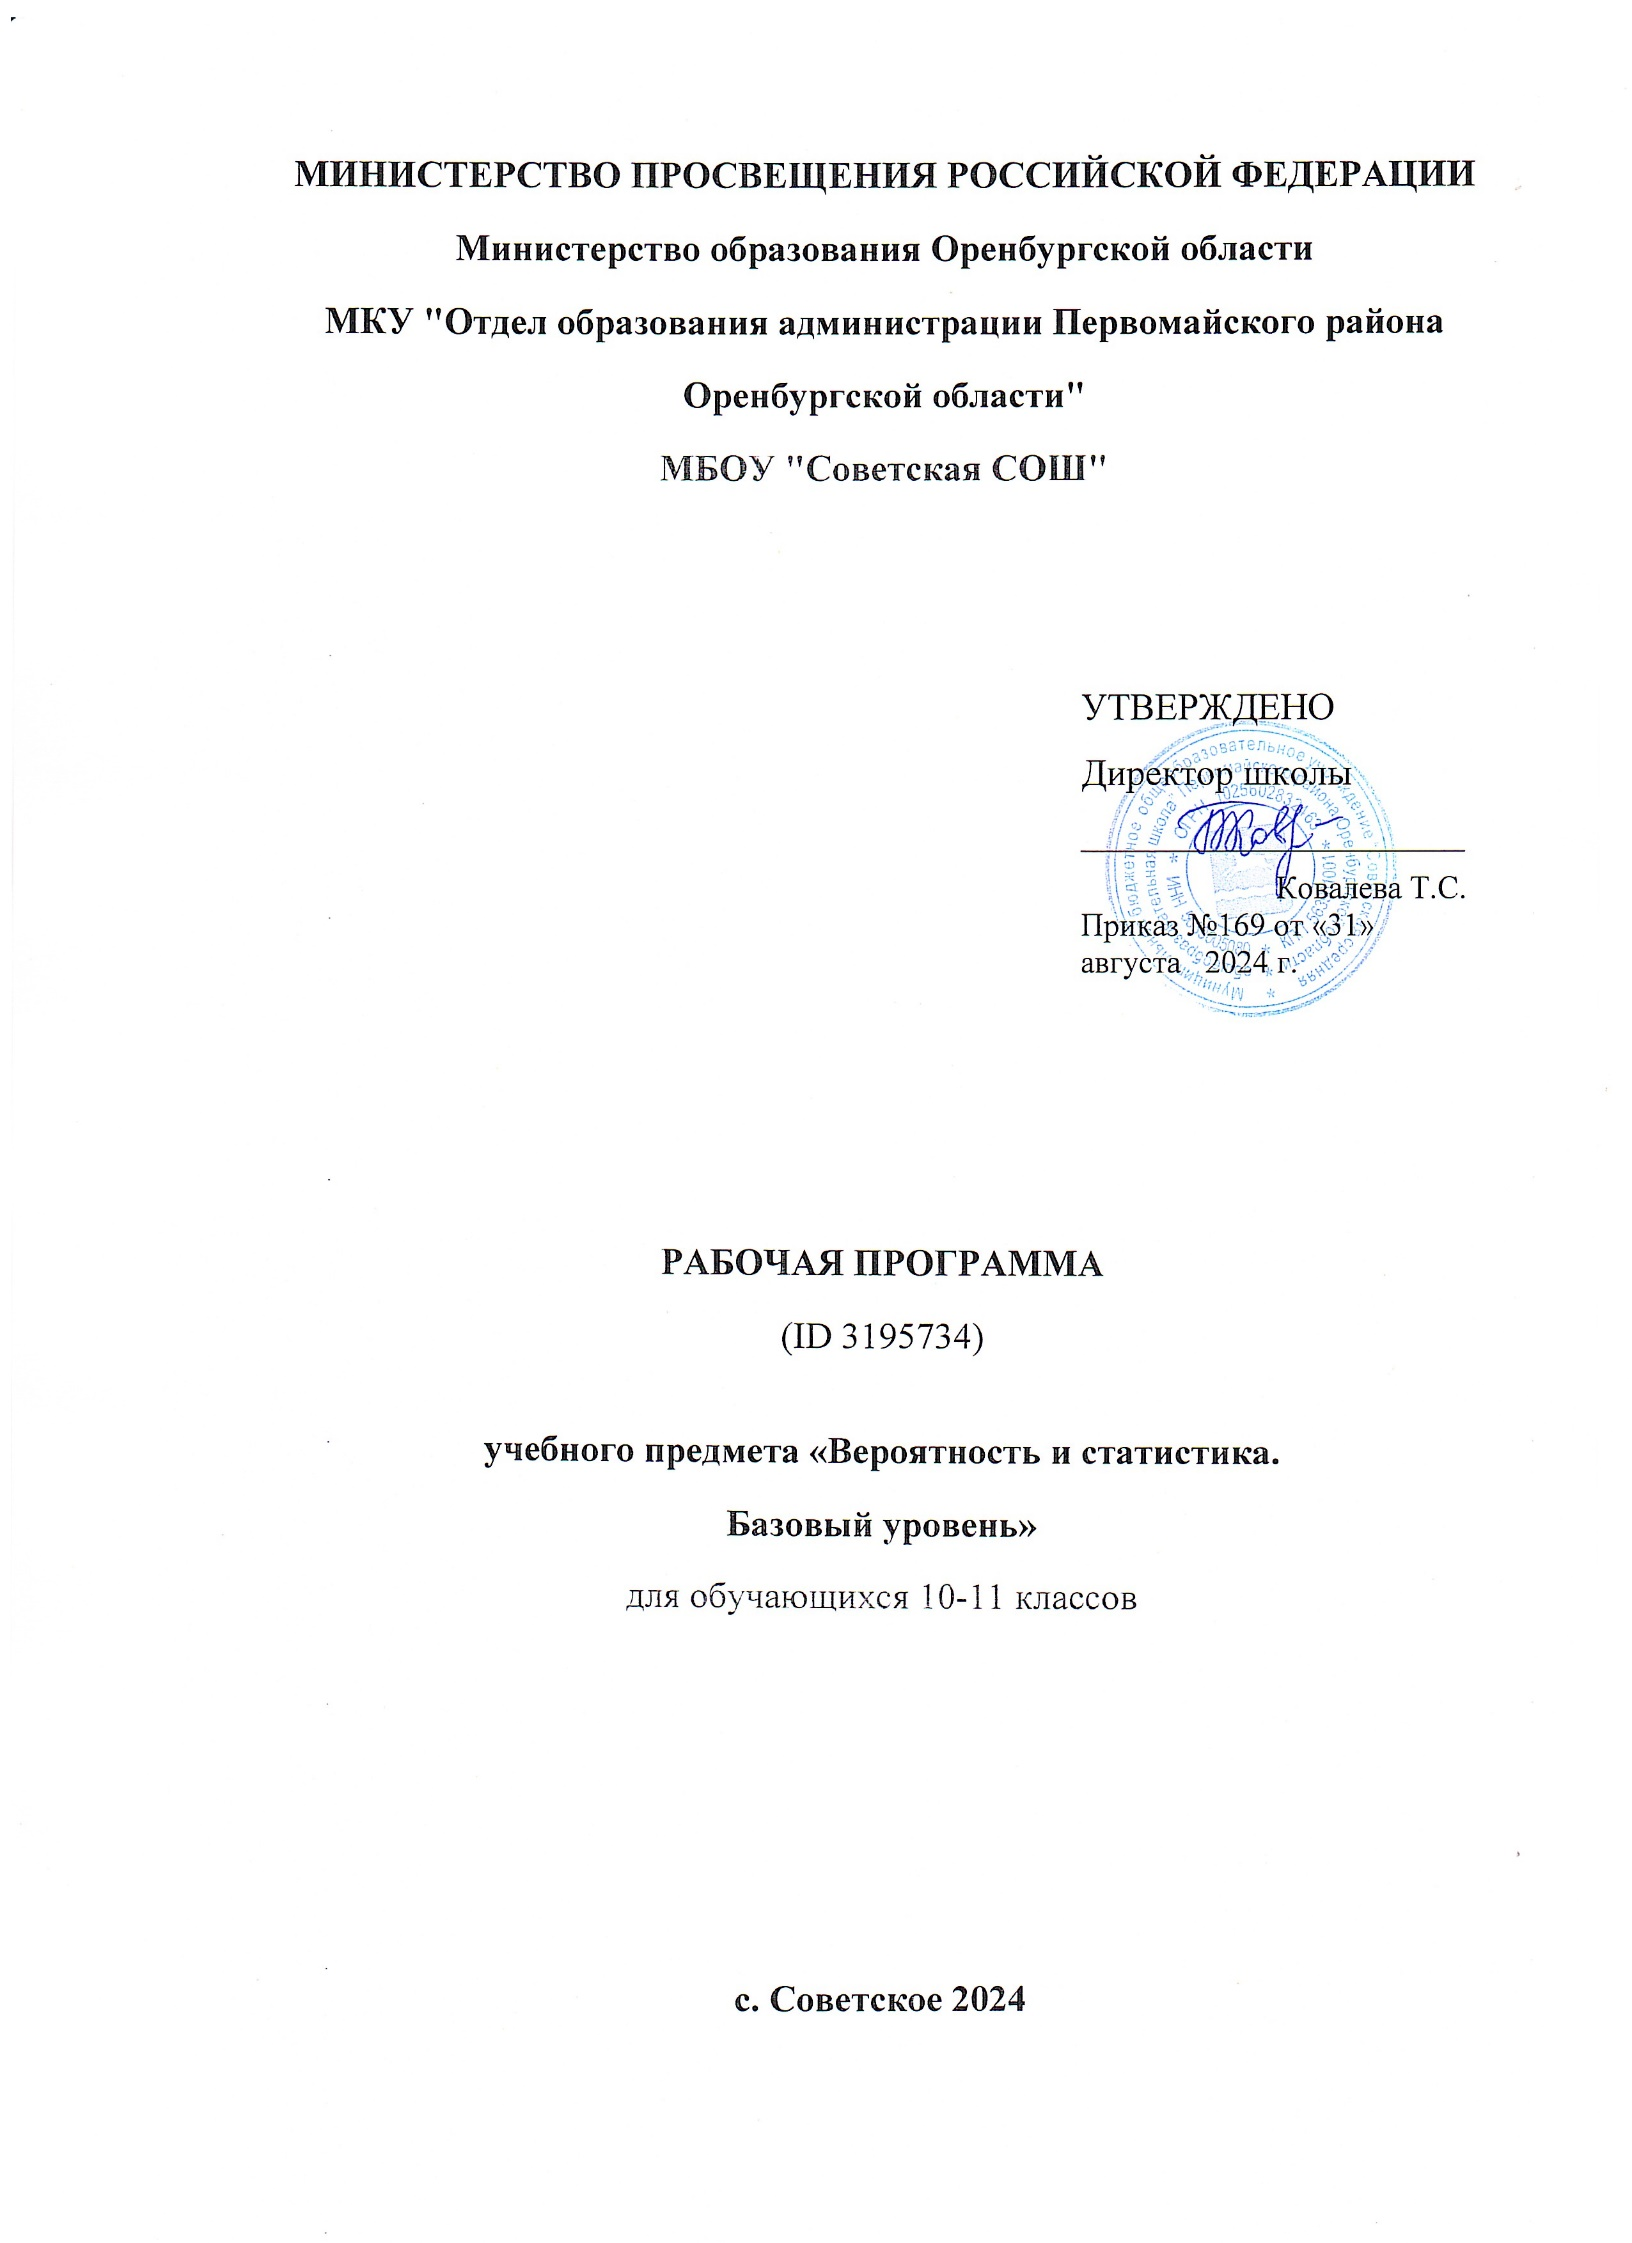 МИНИСТЕРСТВО ПРОСВЕЩЕНИЯ РОССИЙСКОЙ ФЕДЕРАЦИИ
Министерство образования Оренбургской области
МКУ "Отдел образования администрации Первомайского района
Оренбургской области"
МБОУ "Советская СОШ"
УТВЕРЖДЕНО
Директор школы
Ковалева Т.С.
Приказ №169 от «31»
августа 2024 г.
РАБОЧАЯ ПРОГРАММА
(ID 3195734)
учебного предмета «Вероятность и статистика.
Базовый уровень»
для обучающихся 10-11 классов
с. Советское 2024